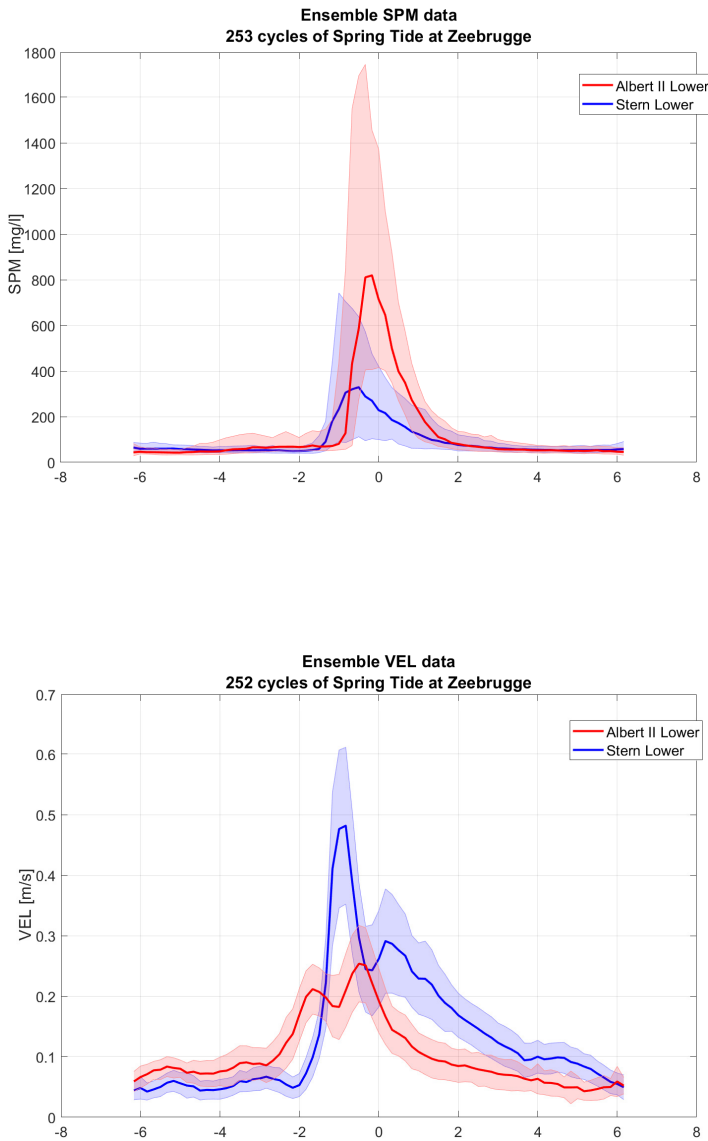 Ensemble SPM data
253 cycles of Spring Tide at Zeebrugge
1800
1600
1400
1200
1000
800
600
400
200
0
SPM [mg/l]
Albert II Lower
Stern Lower
-8 -6 -4 -2 0 2 4 6 8
Ensemble VEL data
252 cycles of Spring Tide at Zeebrugge
0.7
0.6
0.5
0.4
0.3
0.2
0.1
0
VEL [m/s]
Albert II Lower
Stern Lower
-8 -6 -4 -2 0 2 4 6 8